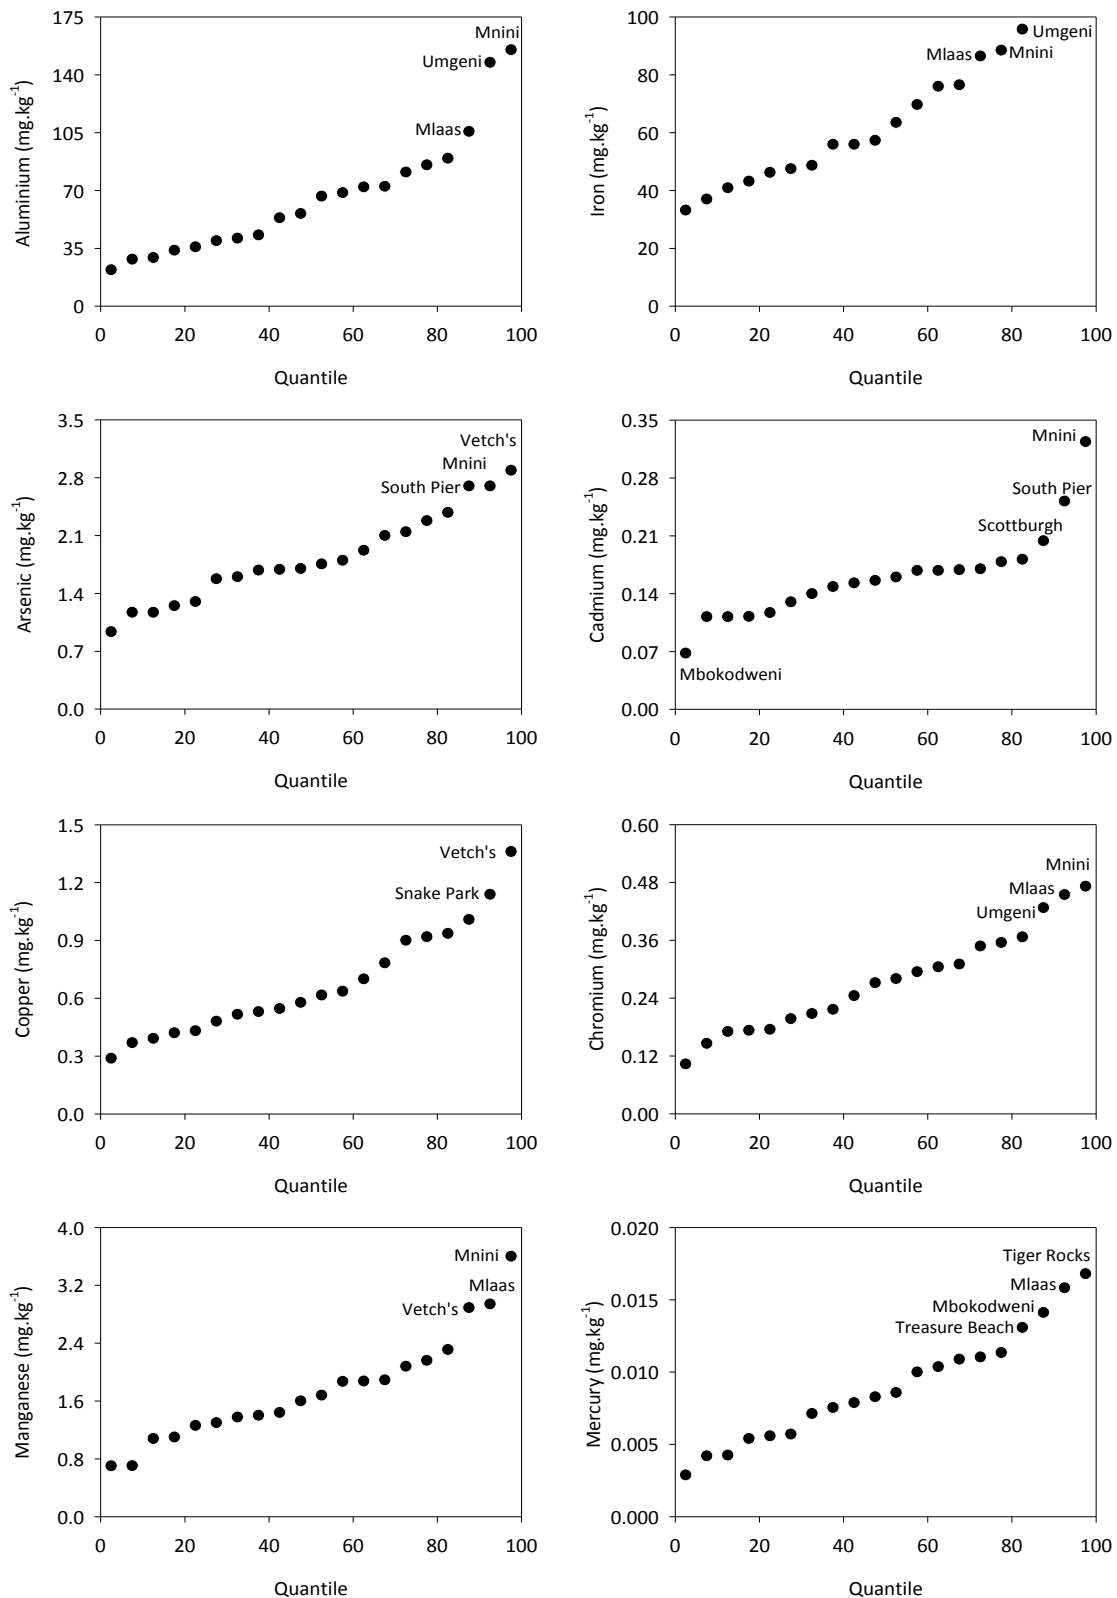 Aluminium (mg.kg-1)
175
140
105
70
35
0
Mnini
Umgeni
Mlaas
0 20 40 60 80 100
Quantile
Iron (mg.kg-1)
100
80
60
40
20
0
Umgeni
Mlaas
Mnini
0 20 40 60 80 100
Quantile
Arsenic (mg.kg-1)
3.5
2.8
2.1
1.4
0.7
0.0
Vetch's
Mnini
South Pier
0 20 40 60 80 100
Quantile
Cadmium (mg.kg-1)
0.35
0.28
0.21
0.14
0.07
0.00
Mnini
South Pier
Scottburgh
Mbokodweni
0 20 40 60 80 100
Quantile
Copper (mg.kg-1)
1.5
1.2
0.9
0.6
0.3
0.0
Vetch's
Snake Park
0 20 40 60 80 100
Quantile
Chromium (mg.kg-1)
0.60
0.48
0.36
0.24
0.12
0.00
Mnini
Mlaas
Umgeni
0 20 40 60 80 100
Quantile
Manganese (mg.kg-1)
4.0
3.2
2.4
1.6
0.8
0.0
Mnini
Mlaas
Vetch's
0 20 40 60 80 100
Quantile
Mercury (mg.kg-1)
0.020
0.015
0.010
0.005
0.000
Tiger Rocks
Mlaas
Mbokodweni
Treasure Beach
0 20 40 60 80 100
Quantile